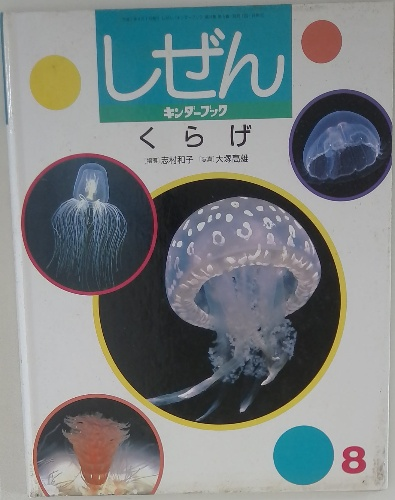 しぜん
キンダーブック
くらげ
志村和子 大塚高雄
8